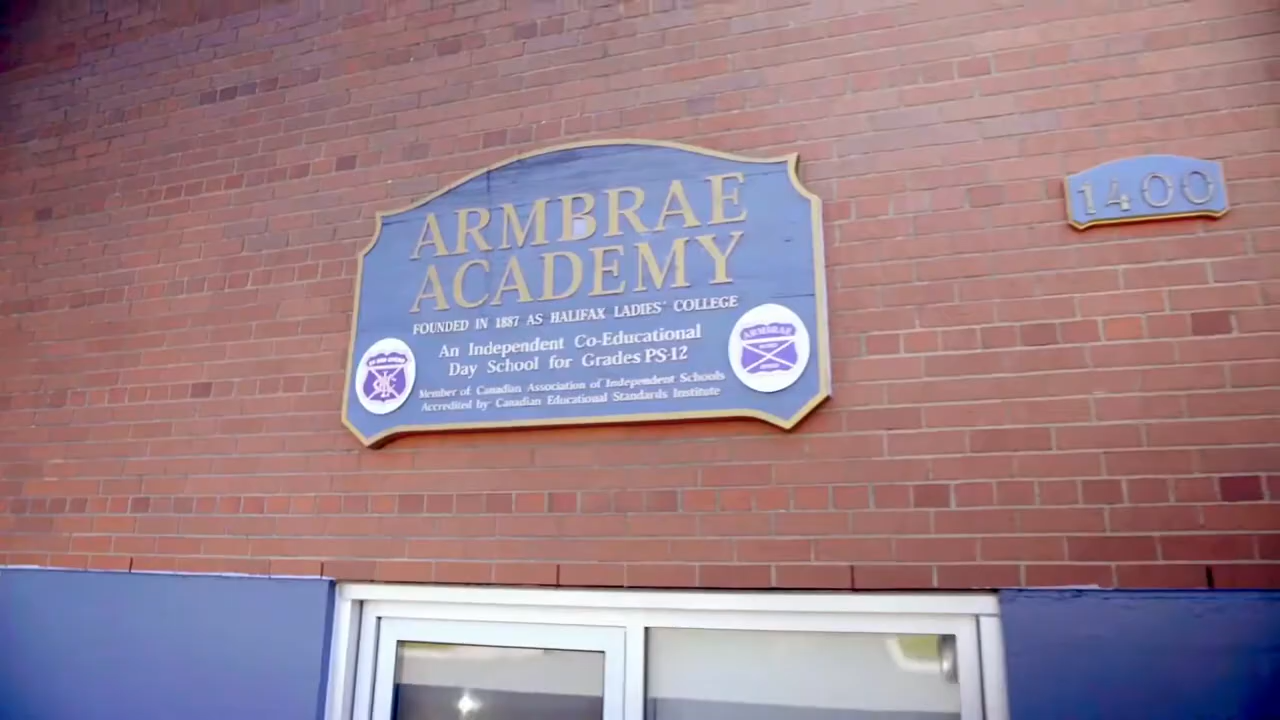 ARMBRAE
ACADEMY
FOUNDED IN 1887 AS HALIFAX LADIES' COLLEGE
An Independent Co-Educational
Day School for Grades PS-12
Member of Canadian Association of Independent Schools
Accredited by Canadian Educational Standards Institute
ARMBRAE
1400